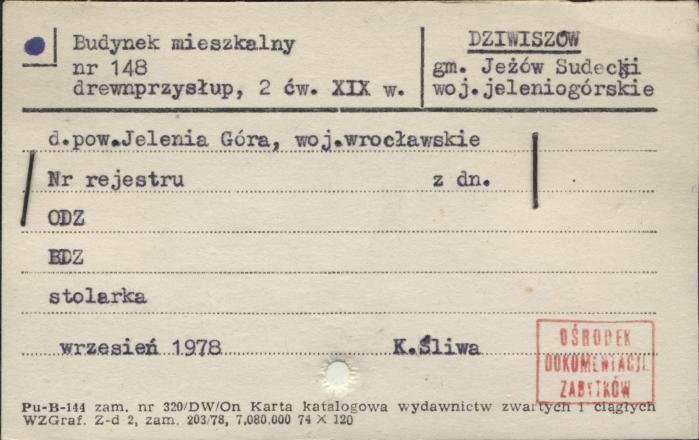 Budynek mieszkalny
nr 148
drewnprzysłup, 2 ćw. XIX w.
DZIWISZÓW
gm. Jeżów Sudecki
woj.jeleniogórskie
d.pow.Jelenia Góra, woj.wrocławskie
Nr rejestru z dn.
ODZ
BDZ
stolarka
wrzesień 1978 K.Śliwa
OŚRODEK
DOKUMENTACJI
ZABYTKÓW
Pu-B-144 zam. nr 320/DW/On Karta katalogowa wydawnictw zwartych i ciągłych
WZGraf. Z-d 2, zam. 203/78, 7,080.000 74 × 120